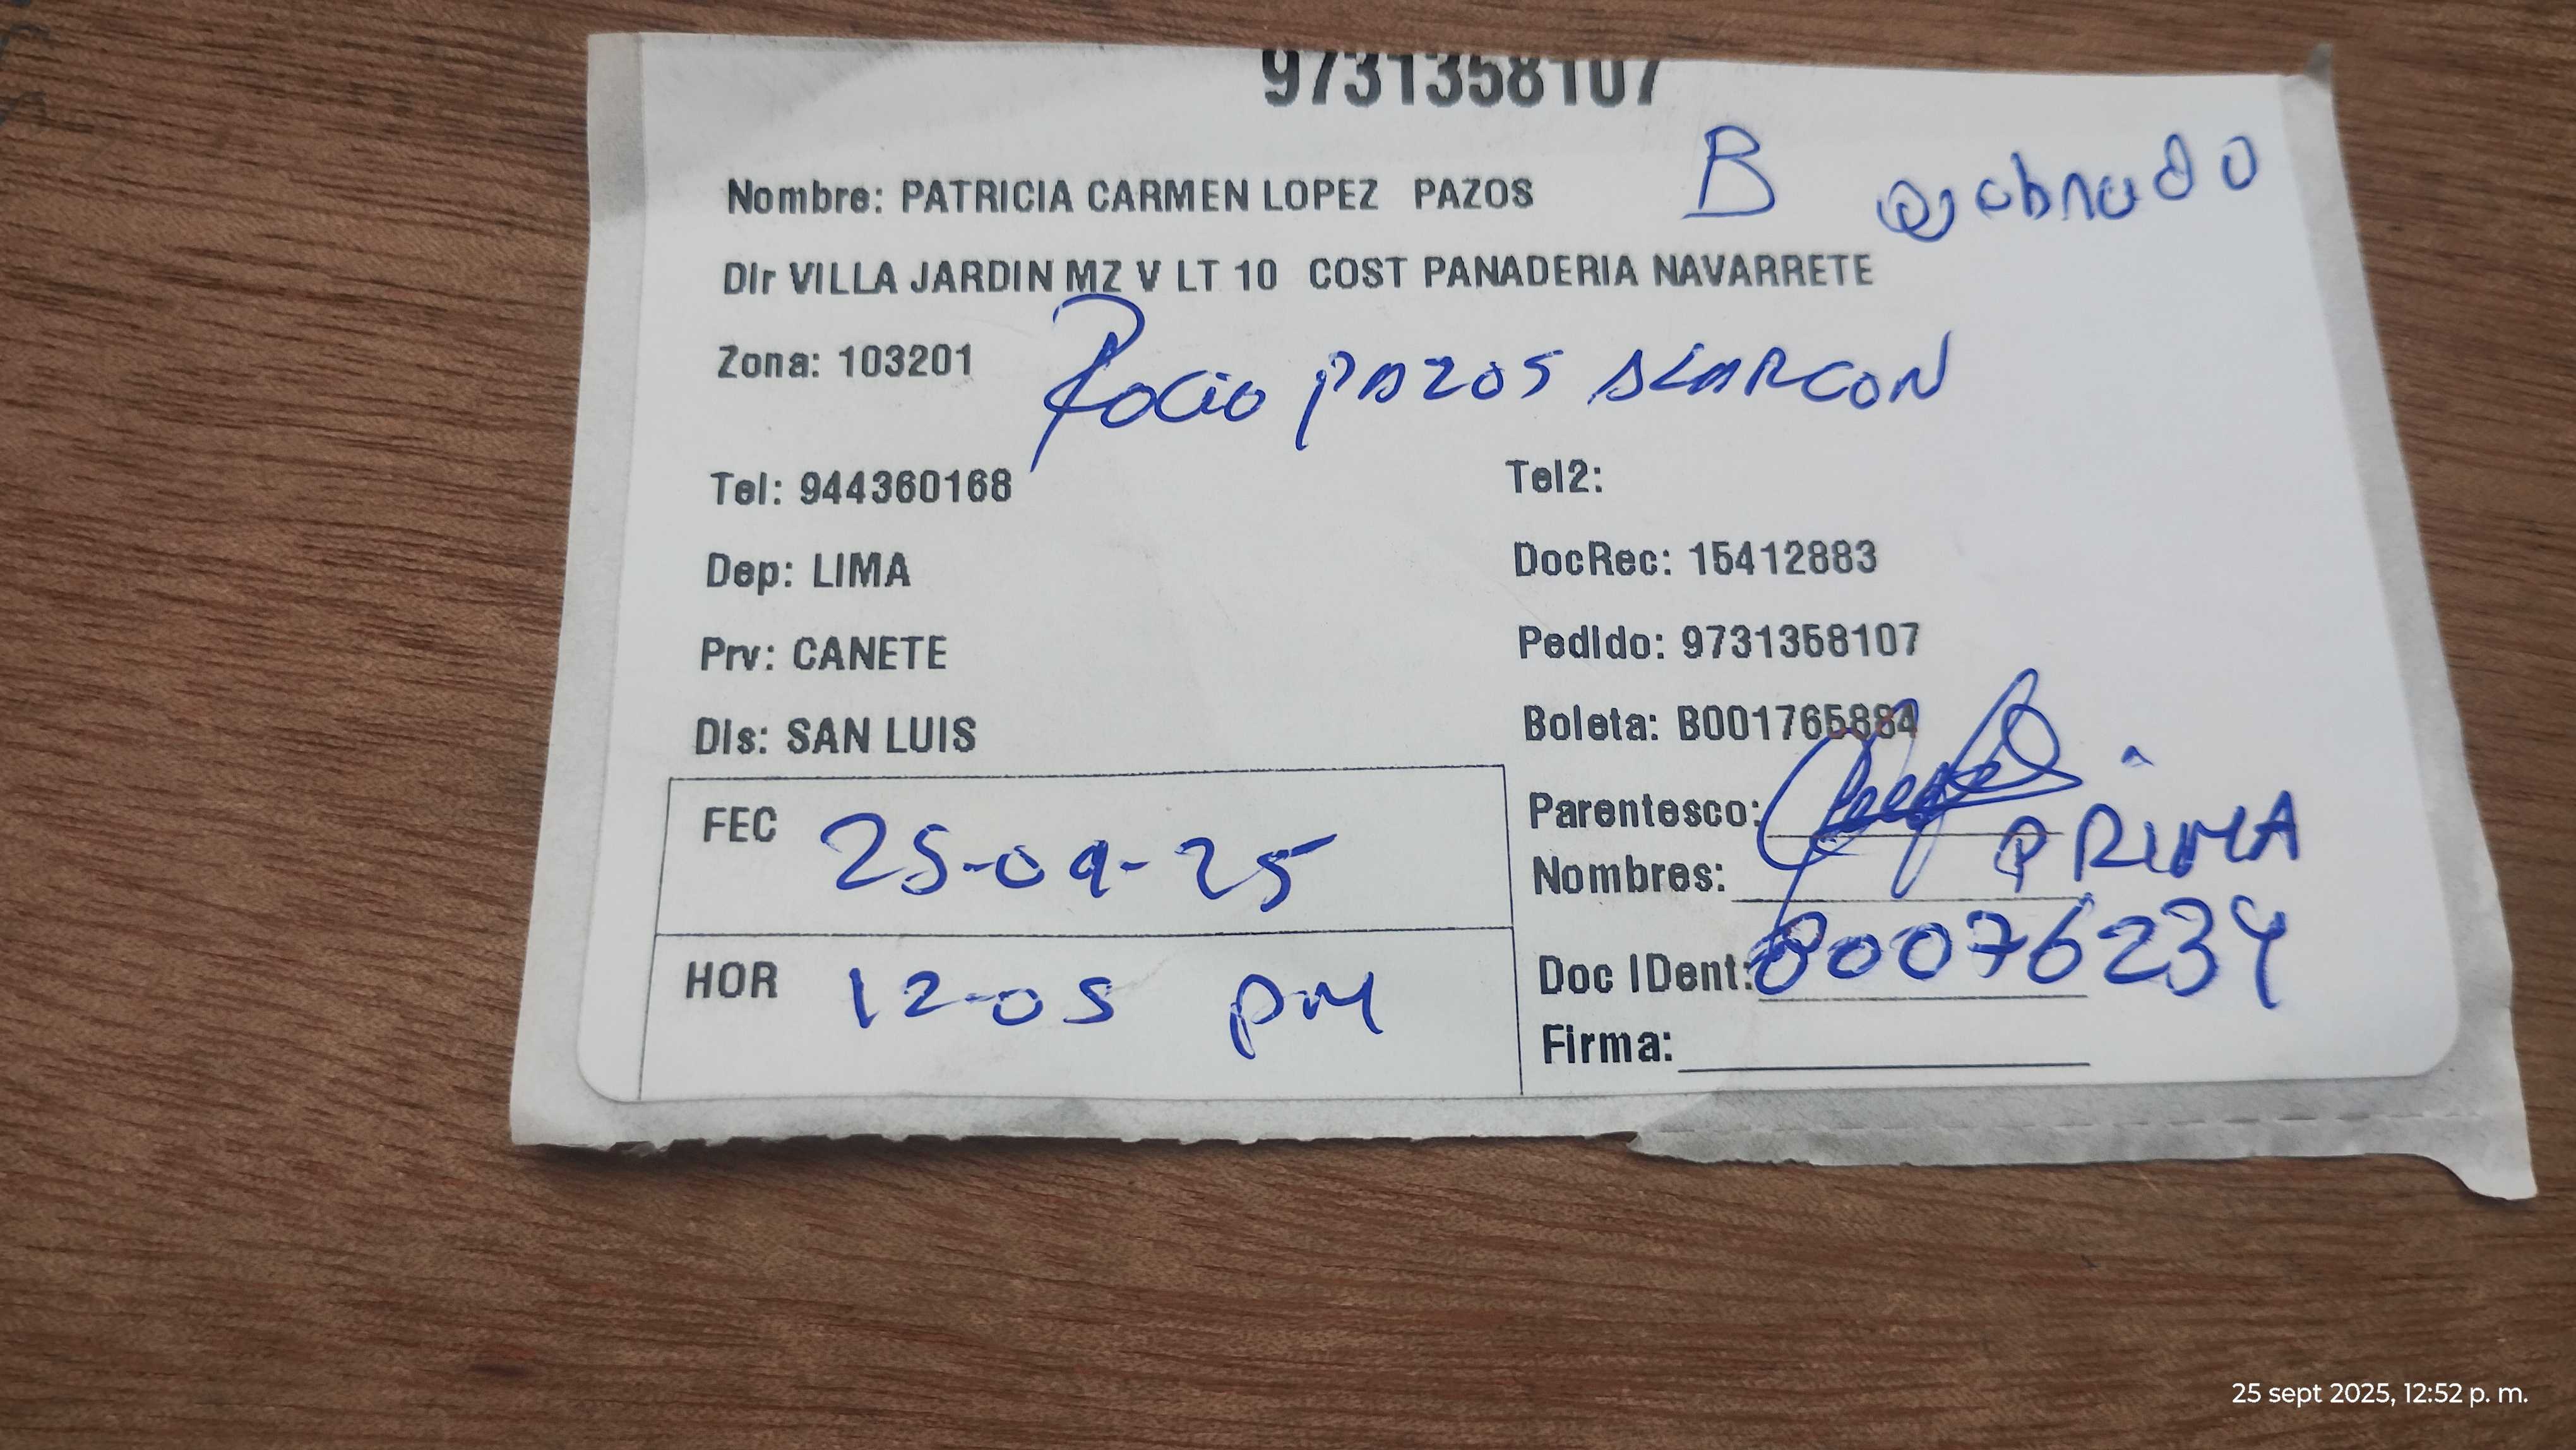 9731358107
Nombre: PATRICIA CARMEN LOPEZ PAZOS B
Dir VILLA JARDIN MZ V LT 10 COST PANADERIA NAVARRETE
Zona: 103201 Rocio PAZOS ALARCON
Tel: 944360168 Tel2:
Dep: LIMA DocRec: 15412883
Prv: CANETE Pedido: 9731358107
Dis: SAN LUIS Boleta: B001765884
FEC 25-09-25 Parentesco: PRIMA
Nombres:
HOR 12-05 PM Doc IDent: 80076234
Firma:
25 sept 2025, 12:52 p. m.